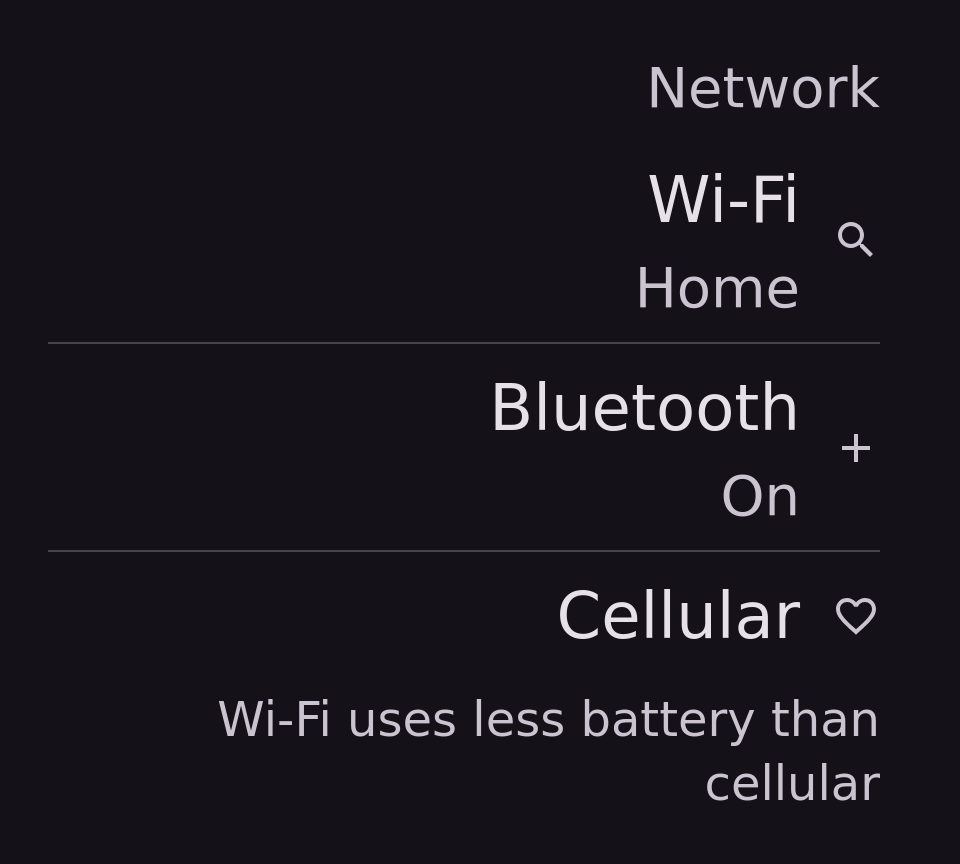 Network
Wi-Fi
Home
Bluetooth
On
Cellular
Wi-Fi uses less battery than
cellular